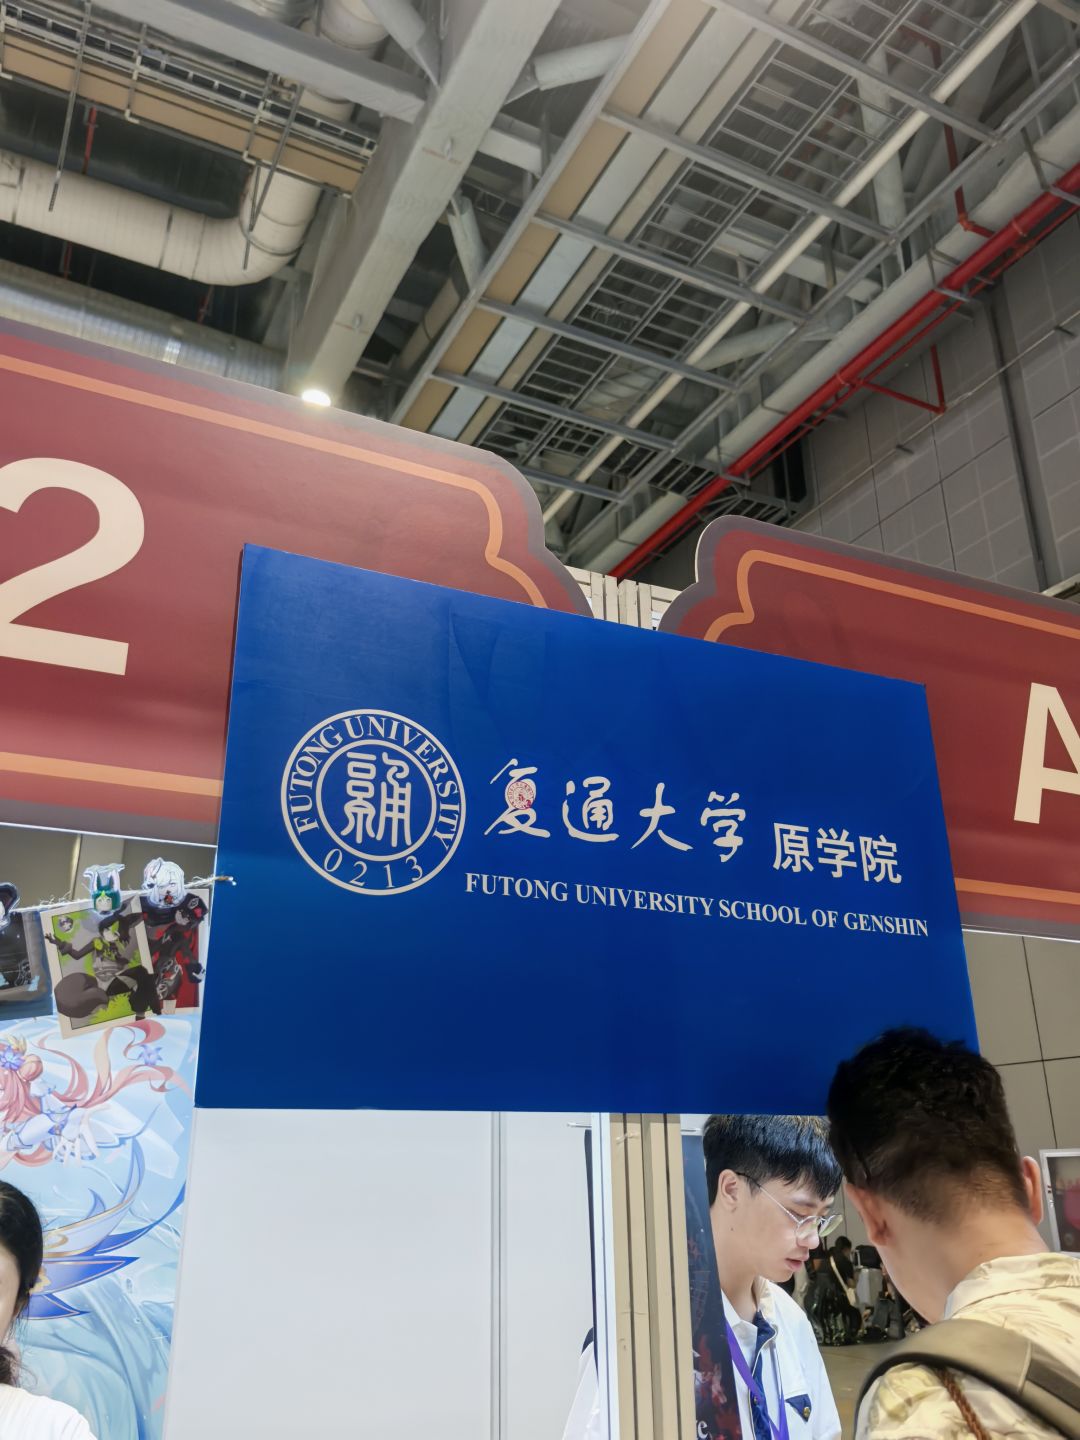 2
A
FUTONG UNIVERSITY
0213
复通大学 原学院
FUTONG UNIVERSITY SCHOOL OF GENSHIN